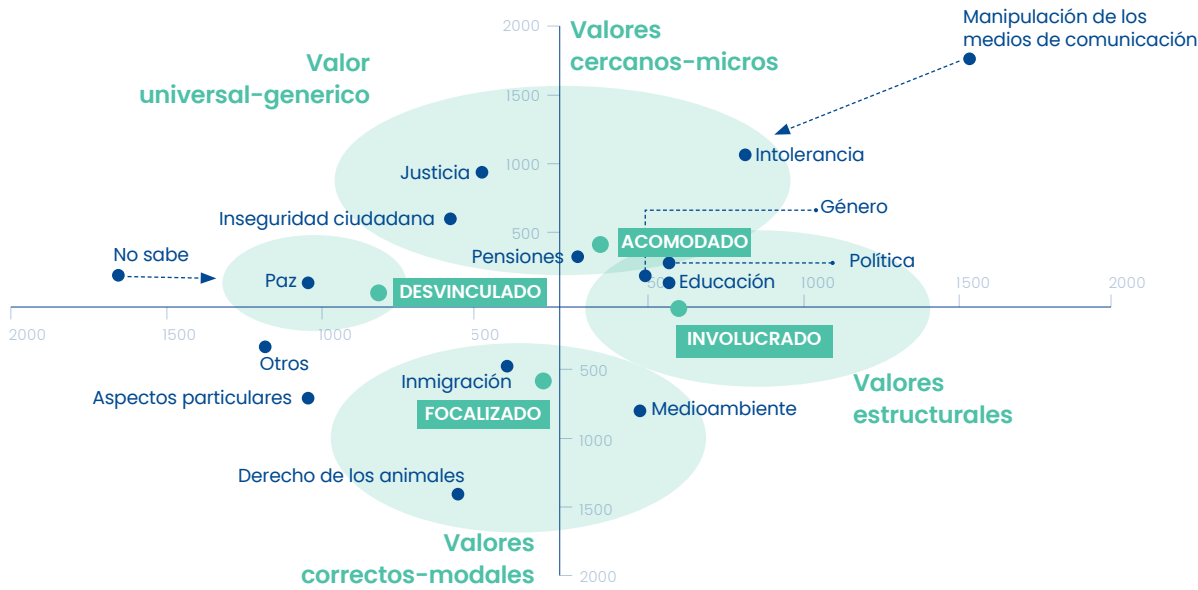 Manipulación de los
medios de comunicación
2000
Valores
cercanos-micros
Valor
universal-generico
1500
1000
Intolerancia
Justicia
Género
Inseguridad ciudadana
500
ACOMODADO
No sabe
Pensiones
Política
Paz
Educación
500
1000
1500
2000
DESVINCULADO
2000
1500
1000
500
INVOLUCRADO
Otros
500
Inmigración
Valores
estructurales
Aspectos particulares
FOCALIZADO
Medioambiente
1000
Derecho de los animales
1500
Valores
correctos-modales
2000